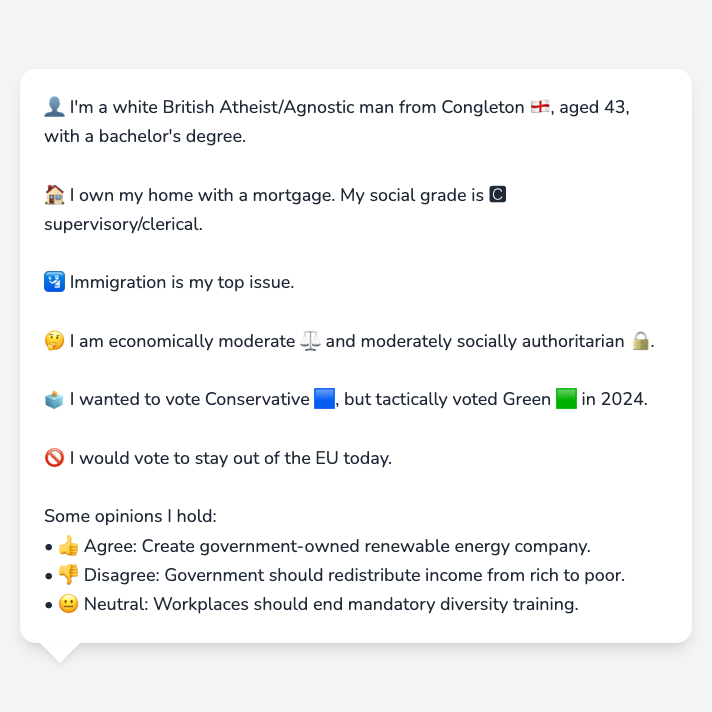 👤 I'm a white British Atheist/Agnostic man from Congleton 🏴󠁧󠁢󠁥󠁮󠁧󠁿, aged 43,
with a bachelor's degree.
🏠 I own my home with a mortgage. My social grade is 🅲
supervisory/clerical.
🛂 Immigration is my top issue.
🤔 I am economically moderate ⚖️ and moderately socially authoritarian 🔒.
🗳️ I wanted to vote Conservative 🟦, but tactically voted Green 🟩 in 2024.
🚫 I would vote to stay out of the EU today.
Some opinions I hold:
• 👍 Agree: Create government-owned renewable energy company.
• 👎 Disagree: Government should redistribute income from rich to poor.
• 😐 Neutral: Workplaces should end mandatory diversity training.